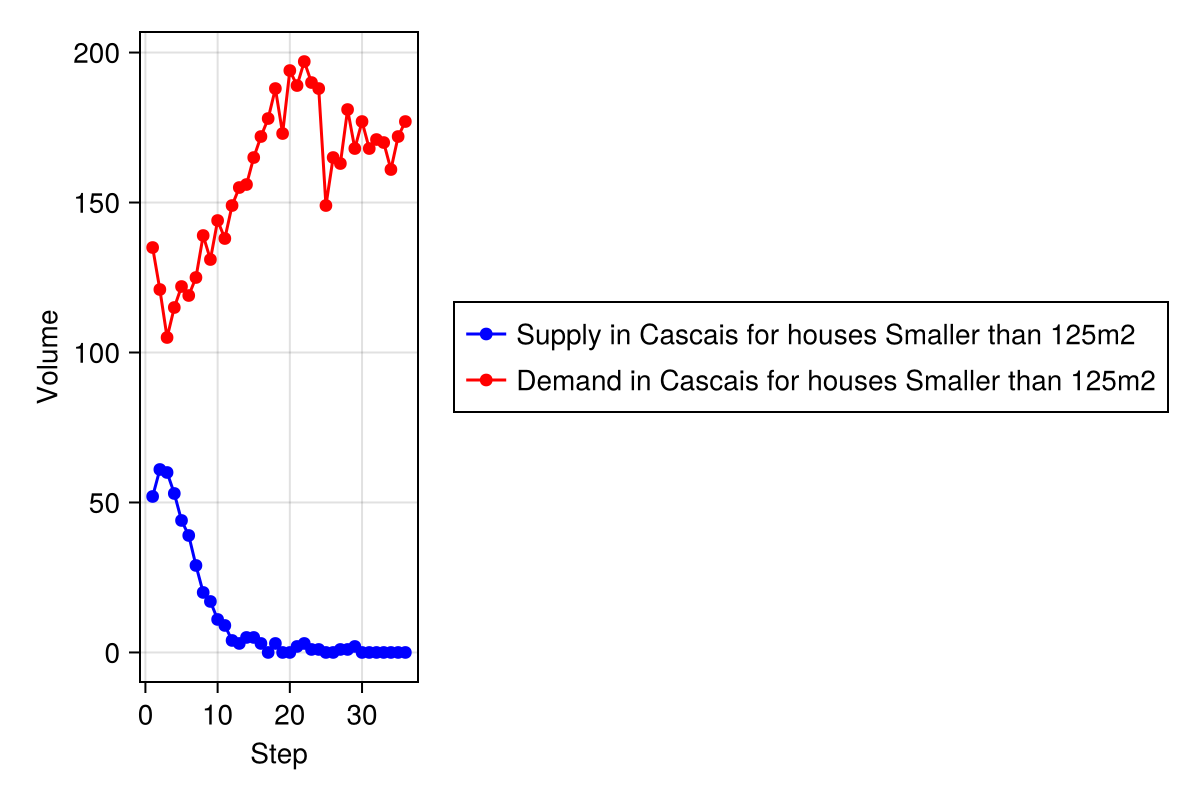 200
150
100
50
0
Volume
0 10 20 30
Step
Supply in Cascais for houses Smaller than 125m2
Demand in Cascais for houses Smaller than 125m2